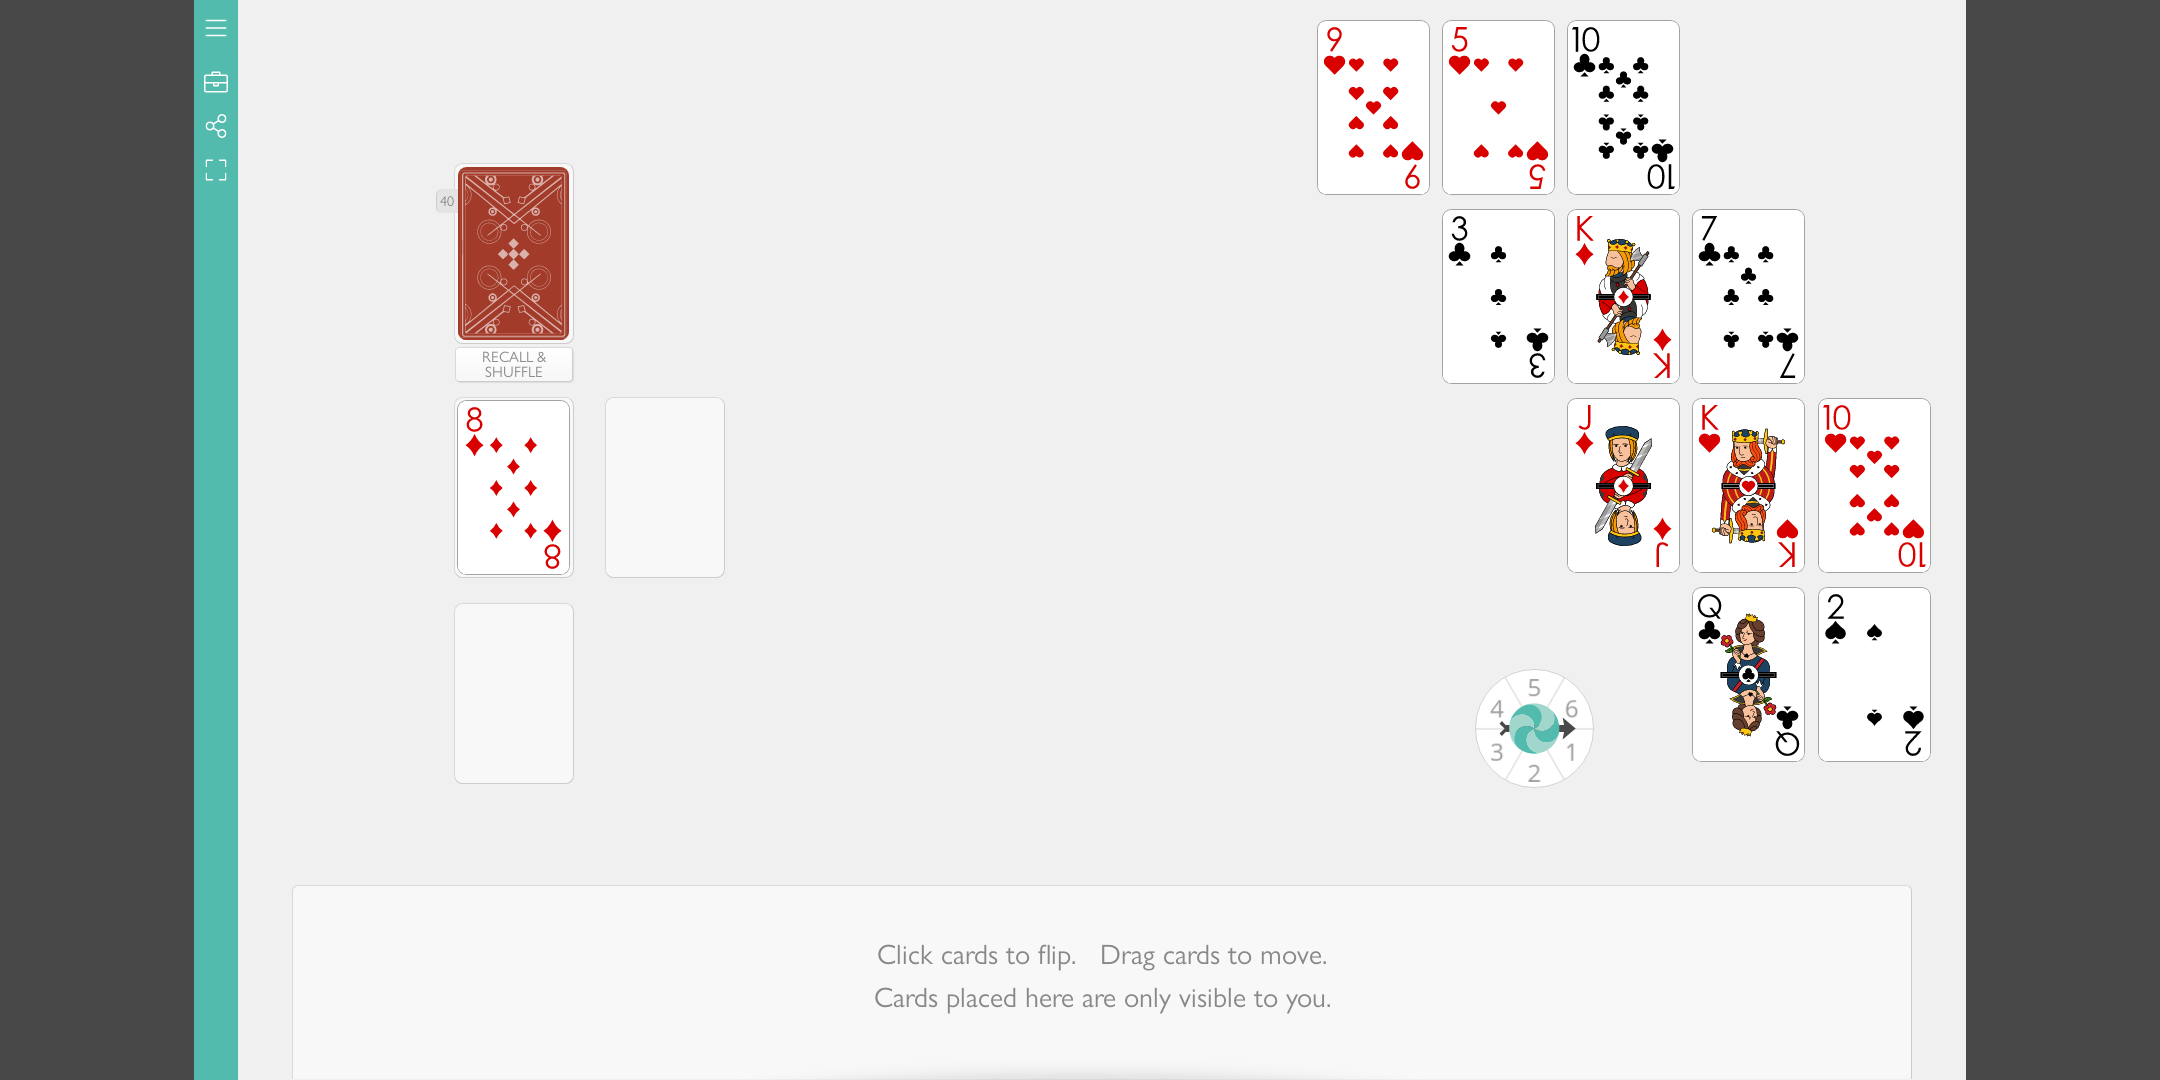 9 5 10
9 5 10
40
3 K 7
RECALL &
SHUFFLE
3 K 7
8
J K 10
8
J K 10
Q 2
5
4 6
3 1
2
Q 2
Click cards to flip. Drag cards to move.
Cards placed here are only visible to you.